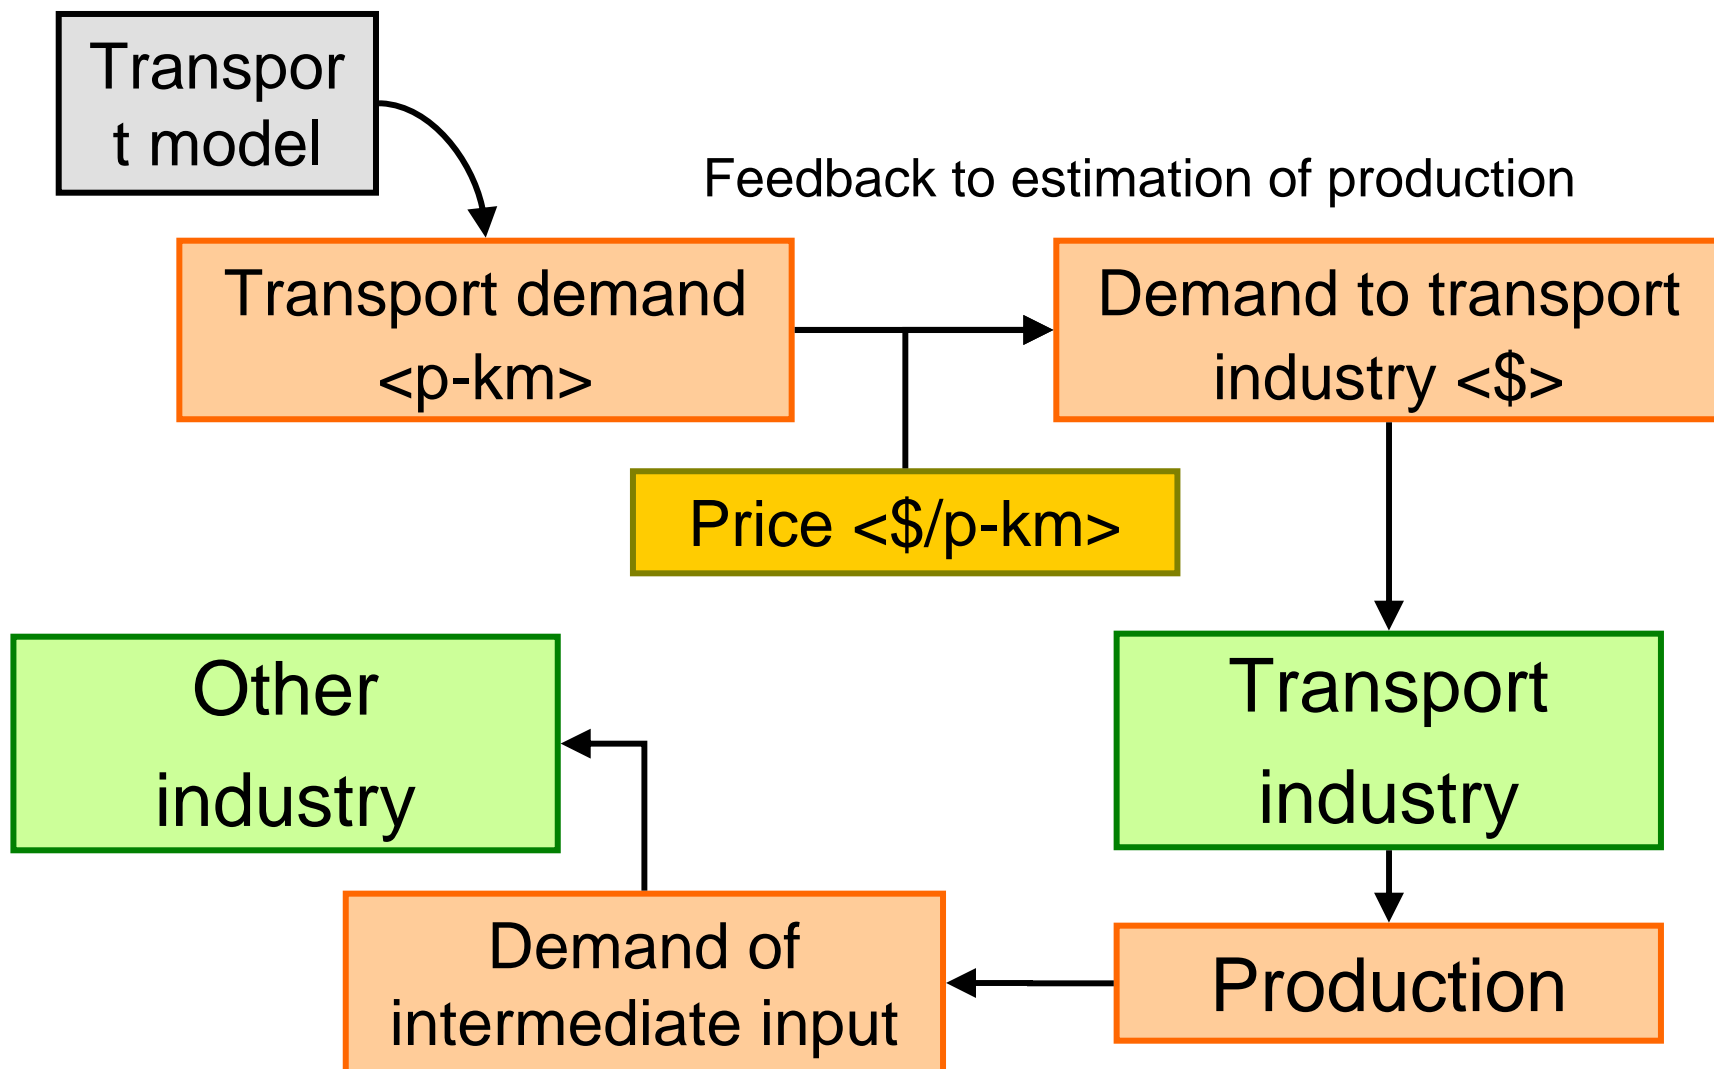 Transpor
t model
Feedback to estimation of production
Transport demand
<p-km>
Demand to transport
industry <$>
Price <$/p-km>
Other
industry
Transport
industry
Demand of
intermediate input
Production